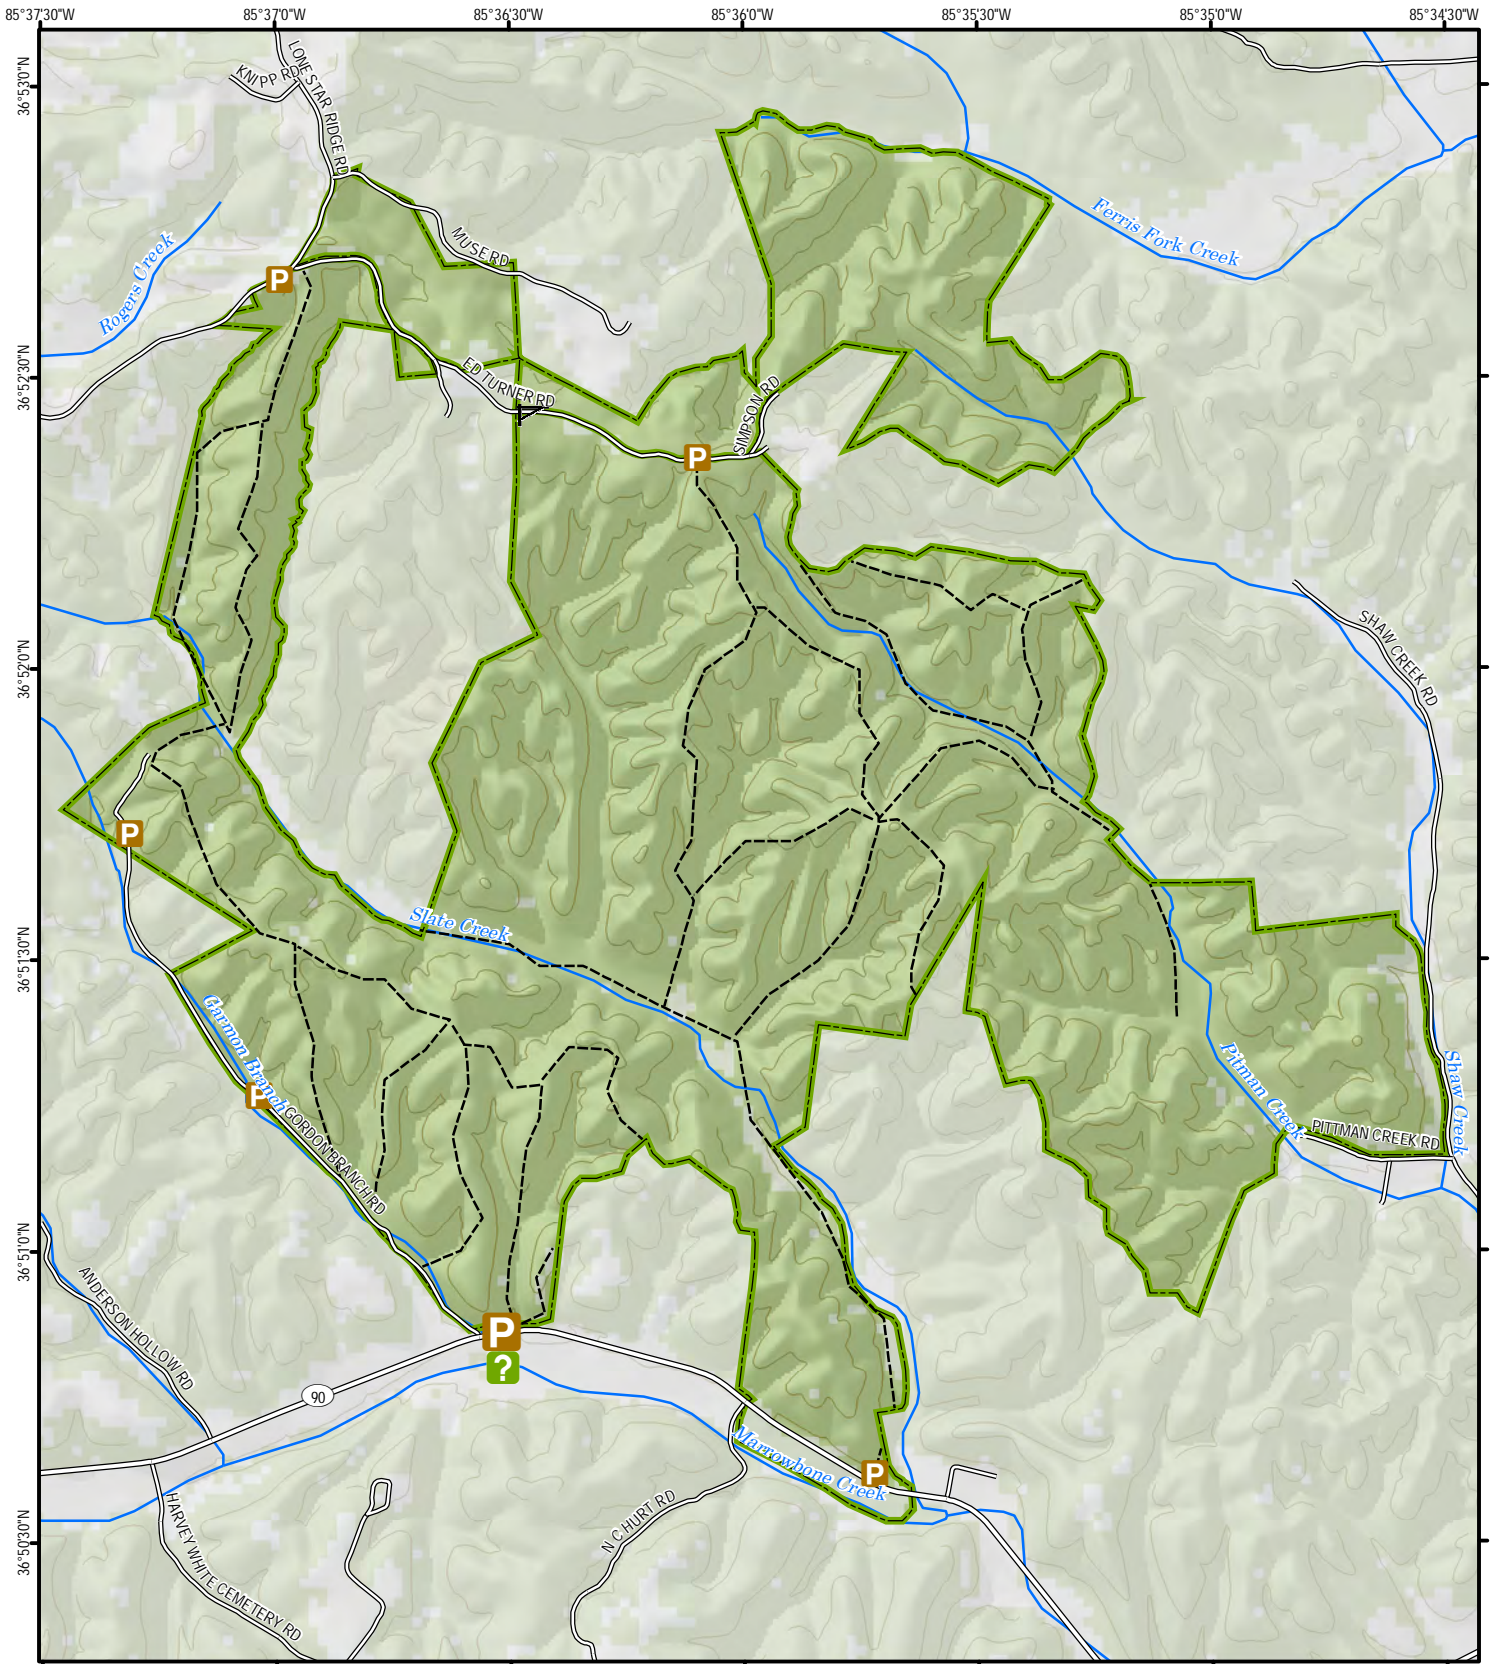 85°37'30"W
85°37'0"W
85°36'30"W
85°36'0"W
85°35'30"W
85°35'0"W
85°34'30"W
36°53'0"N
36°52'30"N
36°52'0"N
36°51'30"N
36°51'0"N
36°50'30"N
KNIPP RD
LONE STAR RIDGE RD
MUSE RD
Ferris Fork Creek
Rogers Creek
P
ED TURNER RD
SIMPSON RD
P
SHAW CREEK RD
P
Slate Creek
Garmon Branch
P
GORDON BRANCH RD
Pitman Creek
Shaw Creek
PITTMAN CREEK RD
ANDERSON HOLLOW RD
P
?
90
Marrowbone Creek
P
HARVEY WHITE CEMETERY RD
N C HURT RD